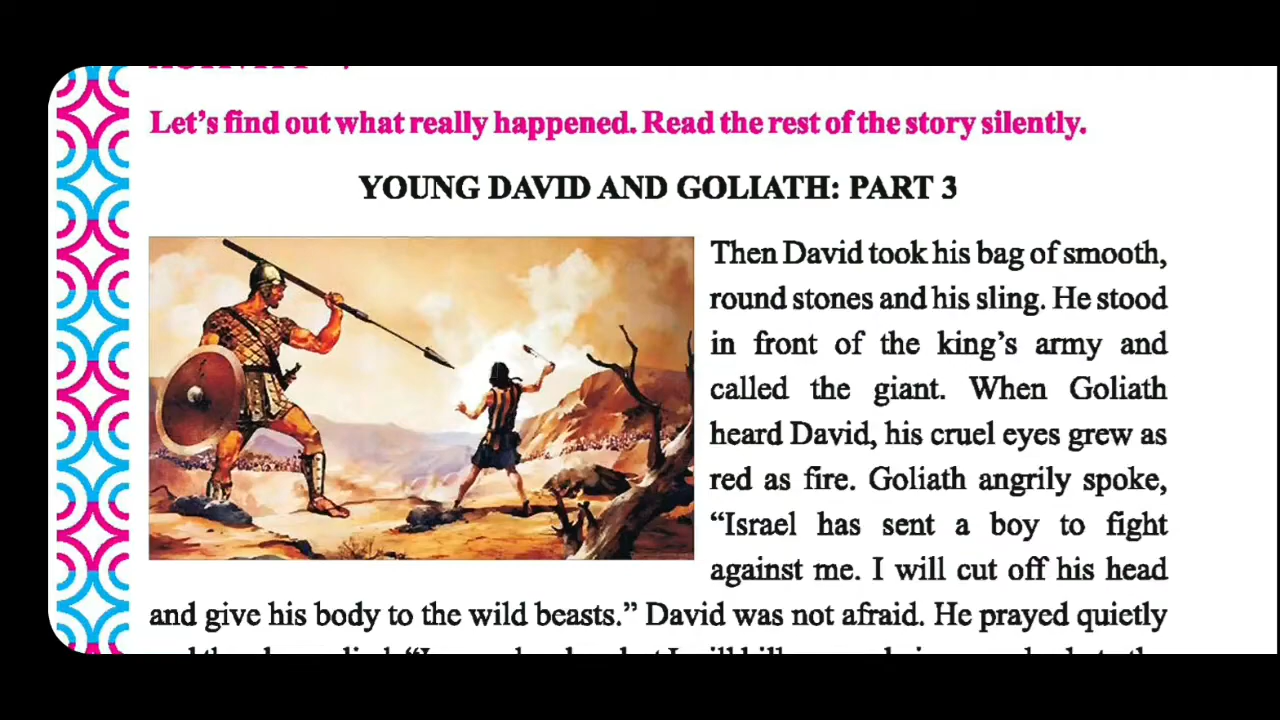 Let's find out what really happened. Read the rest of the story silently.
YOUNG DAVID AND GOLIATH: PART 3
Then David took his bag of smooth,
round stones and his sling. He stood
in front of the king's army and
called the giant. When Goliath
heard David, his cruel eyes grew as
red as fire. Goliath angrily spoke,
“Israel has sent a boy to fight
against me. I will cut off his head
and give his body to the wild beasts.” David was not afraid. He prayed quietly